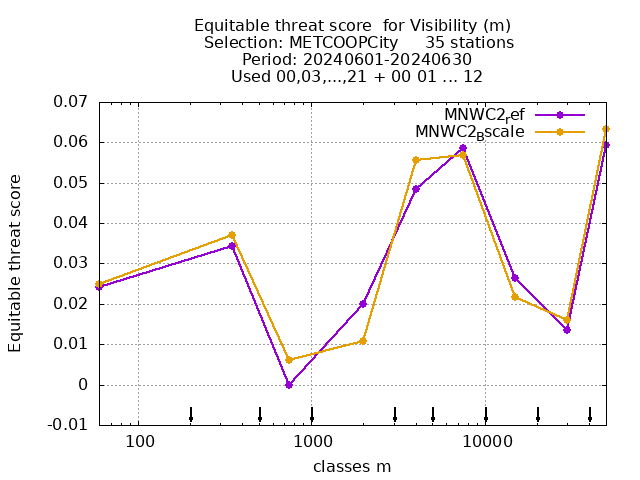 Equitable threat score  for Visibility (m)
Selection: METCOOPCity     35 stations
Period: 20240601-20240630
Used 00,03,...,21 + 00 01 ... 12
MNWC2ref
MNWC2Bscale
0.07
0.06
0.05
0.04
0.03
0.02
0.01
0
-0.01
Equitable threat score
100 1000 10000
classes m